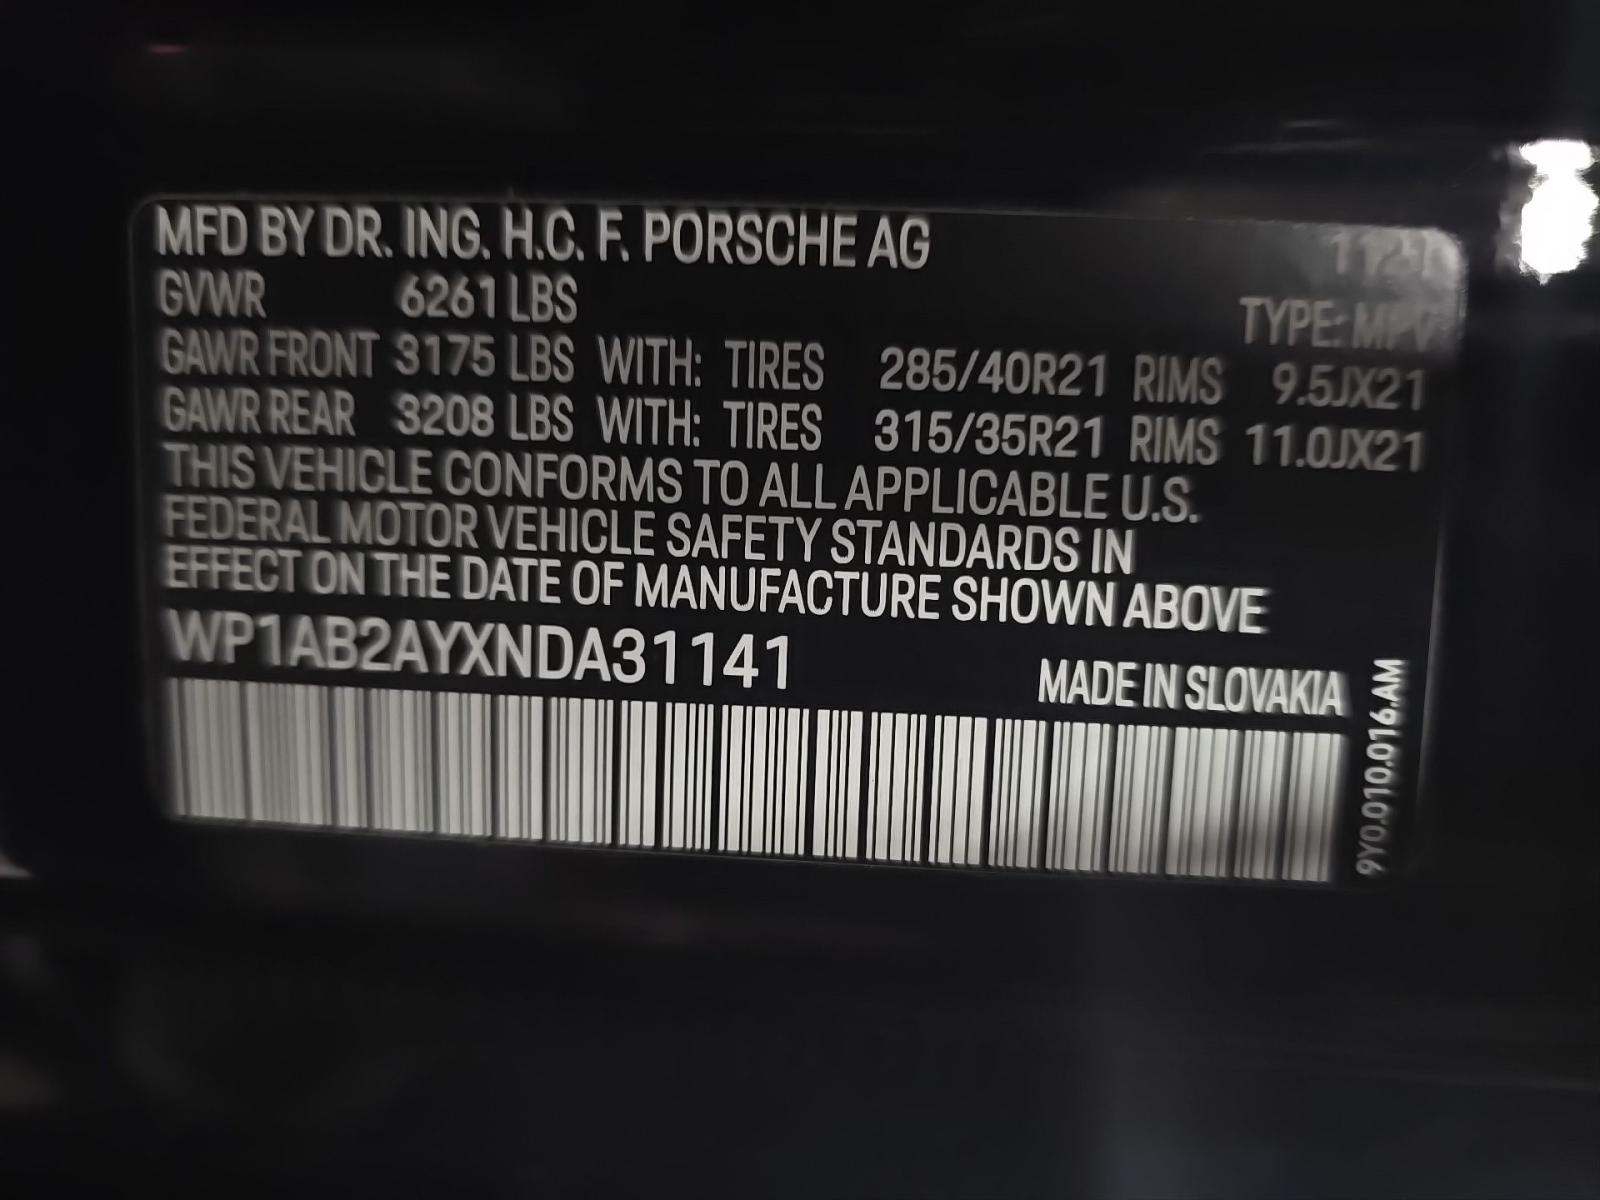 MFD BY DR. ING. H.C. F. PORSCHE AG
1121
GVWR 6261 LBS
TYPE: MPV
GAWR FRONT 3175 LBS WITH: TIRES 285/40R21 RIMS 9.5JX21
GAWR REAR 3208 LBS WITH: TIRES 315/35R21 RIMS 11.0JX21
THIS VEHICLE CONFORMS TO ALL APPLICABLE U.S.
FEDERAL MOTOR VEHICLE SAFETY STANDARDS IN
EFFECT ON THE DATE OF MANUFACTURE SHOWN ABOVE
WP1AB2AYXNDA31141
MADE IN SLOVAKIA
9Y0.010.016.AM